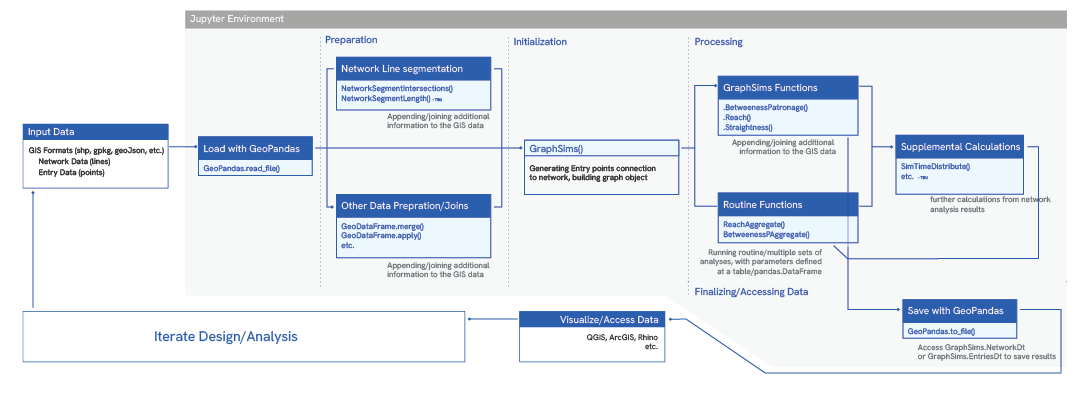 Jupyter Environment
Preparation
Initialization
Processing
Network Line segmentation
NetworkSegmentIntersections()
NetworkSegmentLength() -TBU
Appending/joining additional
information to the GIS data
GraphSims Functions
.BetweenessPatronage()
.Reach()
.Straightness()
Appending/joining additional
information to the GIS data
Input Data
GIS Formats (shp, gpkg, geoJson, etc.)
Network Data (lines)
Entry Data (points)
Load with GeoPandas
GeoPandas.read_file()
GraphSims()
Generating Entry points connection
to network, building graph object
Supplemental Calculations
SimTimeDistribute()
etc. -TBU
further calculations from network
analysis results
Other Data Prepration/Joins
GeoDataFrame.merge()
GeoDataFrame.apply()
etc.
Appending/joining additional
information to the GIS data
Routine Functions
ReachAggregate()
BetweenessPAggregate()
Running routine/multiple sets of
analyses, with parameters defined
at a table/pandas.DataFrame
Finalizing/Accessing Data
Save with GeoPandas
GeoPandas.to_file()
Access GraphSims.NetworkDt
or GraphSims.EntriesDt to save results
Visualize/Access Data
QGIS, ArcGIS, Rhino
etc.
Iterate Design/Analysis